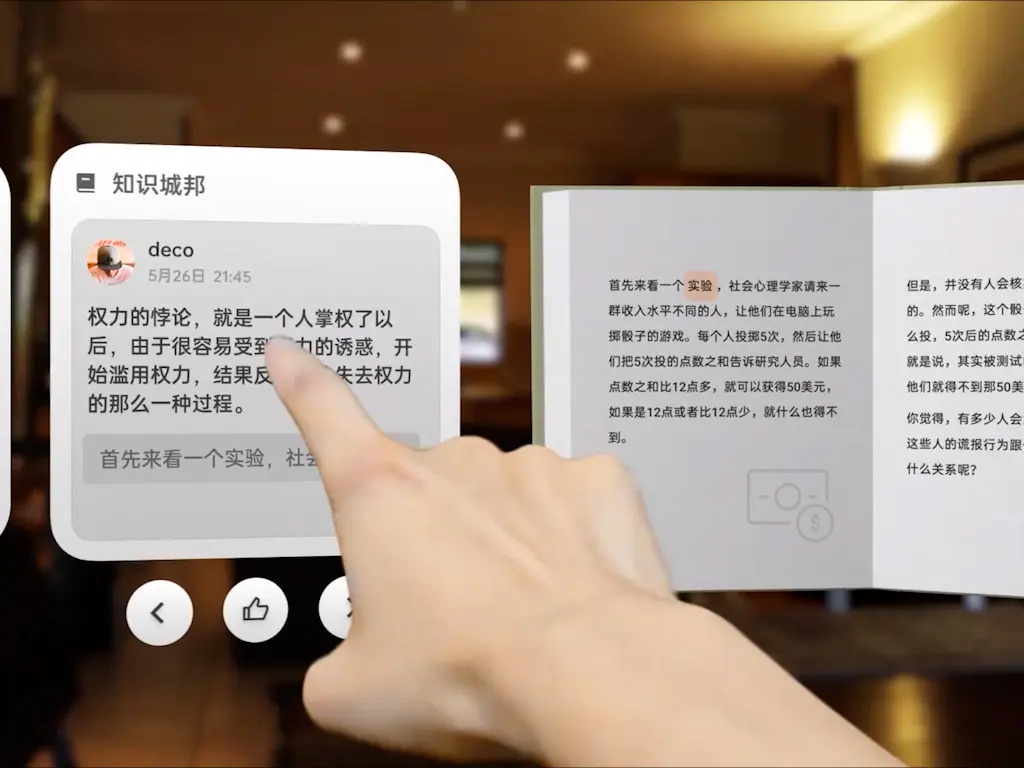 知识城邦
deco
5月26日 21:45
权力的悖论，就是一个人掌权了以
后，由于很容易受到 力的诱惑，开
始滥用权力，结果反 失去权力
的那么一种过程。
首先来看一个实验，社
首先来看一个实验，社会心理学家请来一
群收入水平不同的人，让他们在电脑上玩
掷骰子的游戏。每个人投掷5次，然后让他
们把5次投的点数之和告诉研究人员。如果
点数之和比12点多，就可以获得50美元，
如果是12点或者比12点少，就什么也得不
到。
$
但是，并没有人会核
的。然而呢，这个骰
么投，5次后的点数之
就是说，其实被测试
他们就得不到那50美
你觉得，有多少人会
这些人的谎报行为跟
什么关系呢？